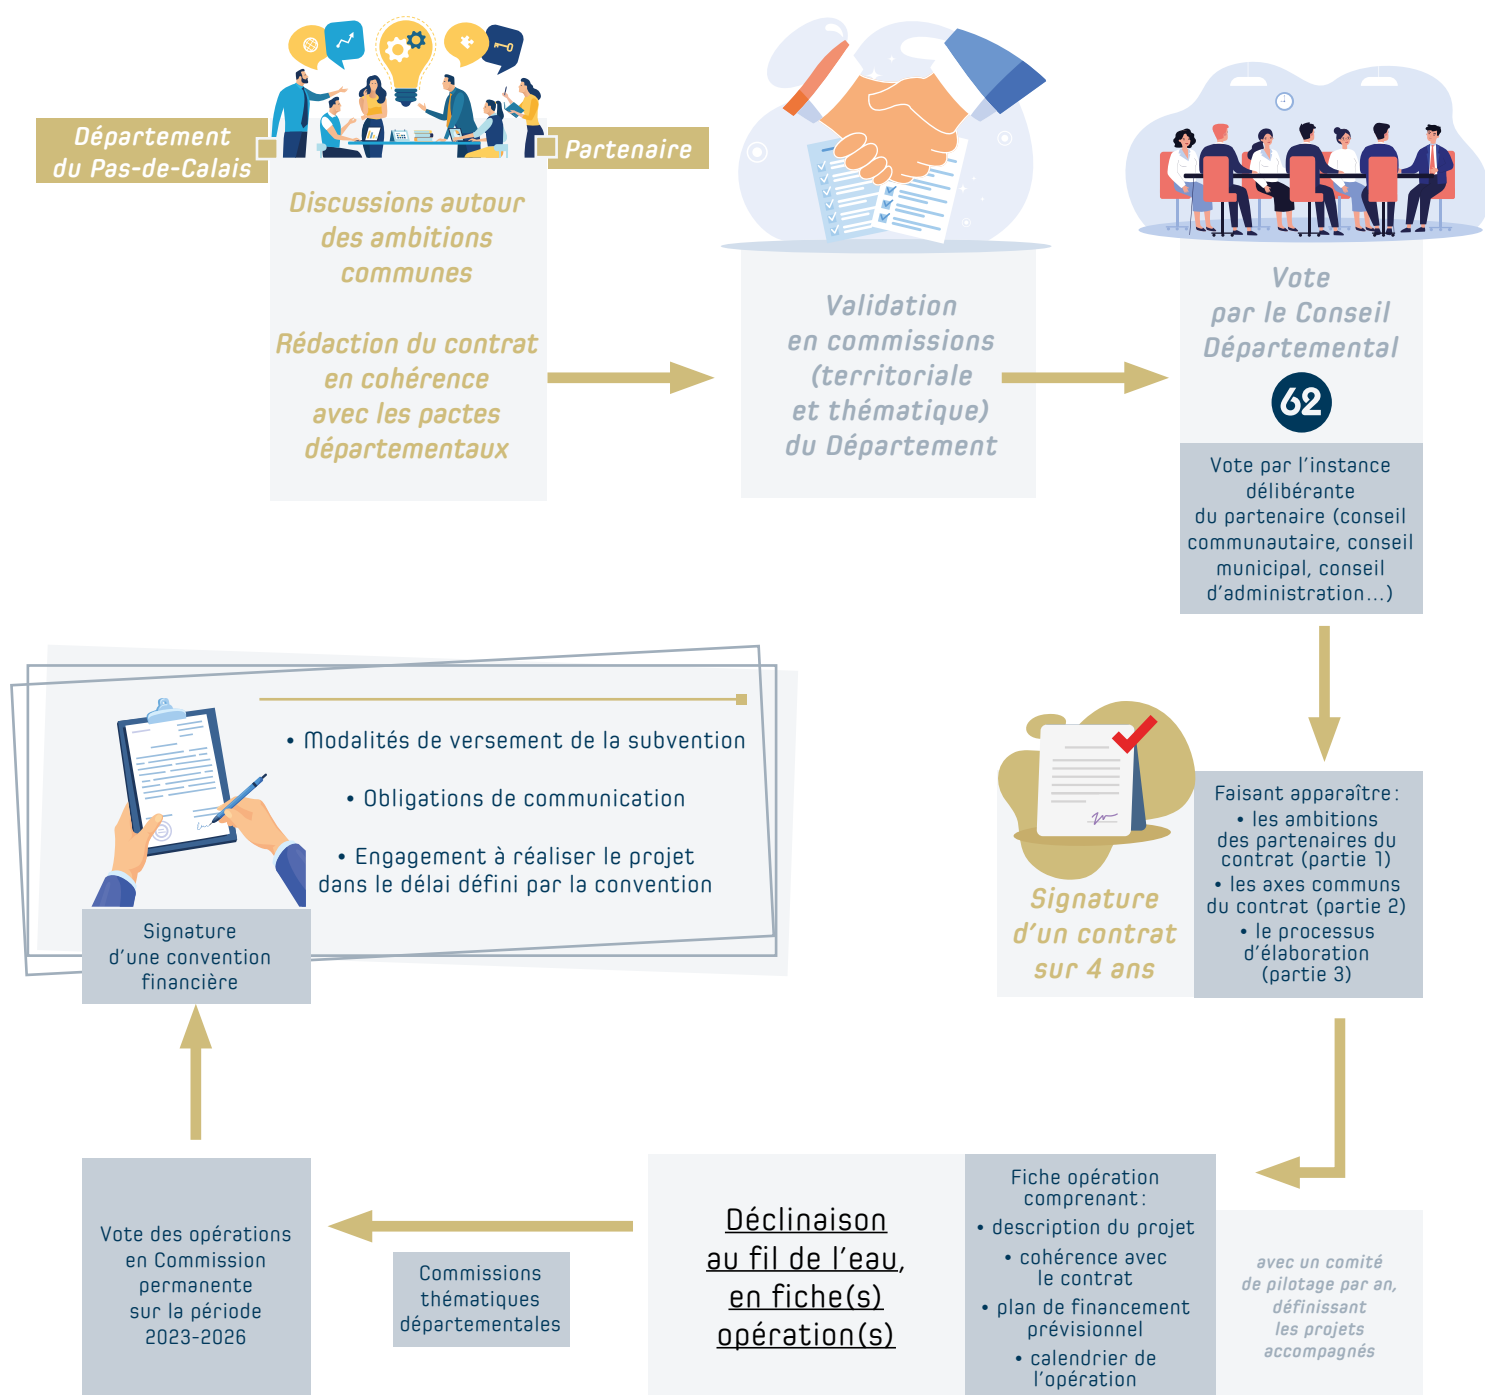 Département
du Pas-de-Calais
Partenaire
Discussions autour
des ambitions
communes
Rédaction du contrat
en cohérence
avec les pactes
départementaux
Validation
en commissions
(territoriale
et thématique)
du Département
Vote
par le Conseil
Départemental
62
Vote par l’instance
délibérante
du partenaire (conseil
communautaire, conseil
municipal, conseil
d’administration…)
Signature
d’un contrat
sur 4 ans
Faisant apparaître :
• les ambitions
des partenaires du
contrat (partie 1)
• les axes communs
du contrat (partie 2)
• le processus
d’élaboration
(partie 3)
avec un comité
de pilotage par an,
définissant
les projets
accompagnés
Déclinaison
au fil de l’eau,
en fiche(s)
opération(s)
Fiche opération
comprenant :
• description du projet
• cohérence avec
le contrat
• plan de financement
prévisionnel
• calendrier de
l’opération
Commissions
thématiques
départementales
Vote des opérations
en Commission
permanente
sur la période
2023-2026
Signature
d’une convention
financière
• Modalités de versement de la subvention
• Obligations de communication
• Engagement à réaliser le projet
dans le délai défini par la convention